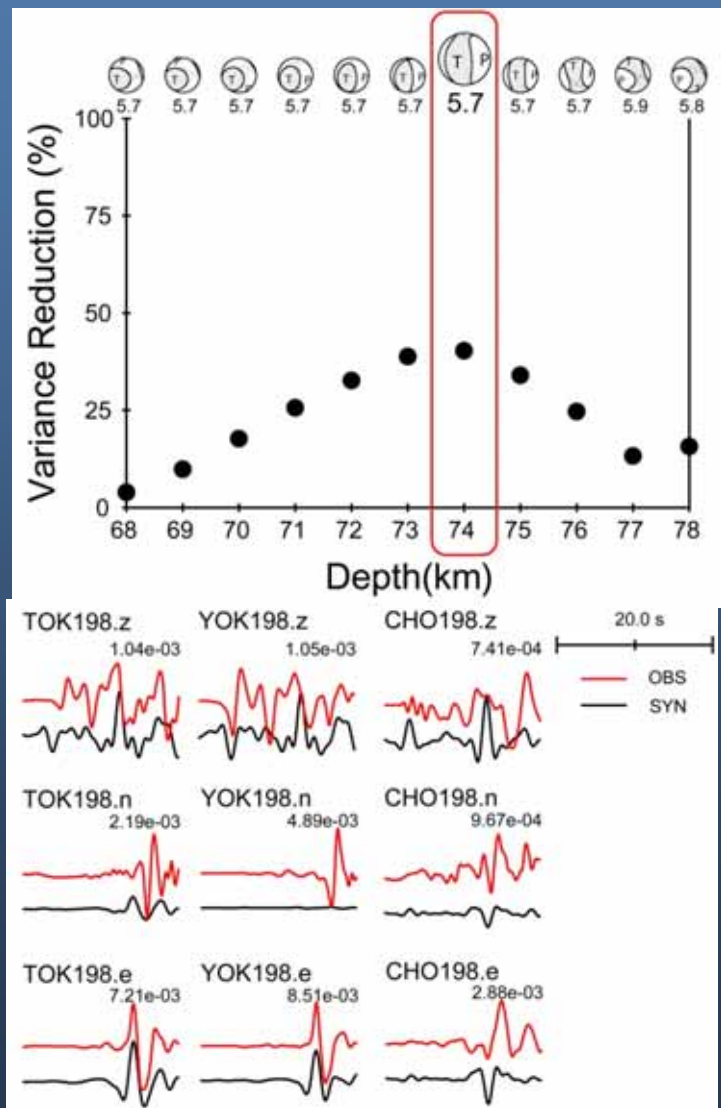 T T T T T T P T P T P T P P P
5.7 5.7 5.7 5.7 5.7 5.7 5.7 5.7 5.7 5.9 5.8
100
75
50
25
0
Variance Reduction (%)
68 69 70 71 72 73 74 75 76 77 78
Depth(km)
TOK198.z YOK198.z CHO198.z
1.04e-03 1.05e-03 7.41e-04
20.0 s
OBS
SYN
TOK198.n YOK198.n CHO198.n
2.19e-03 4.89e-03 9.67e-04
TOK198.e YOK198.e CHO198.e
7.21e-03 8.51e-03 2.88e-03